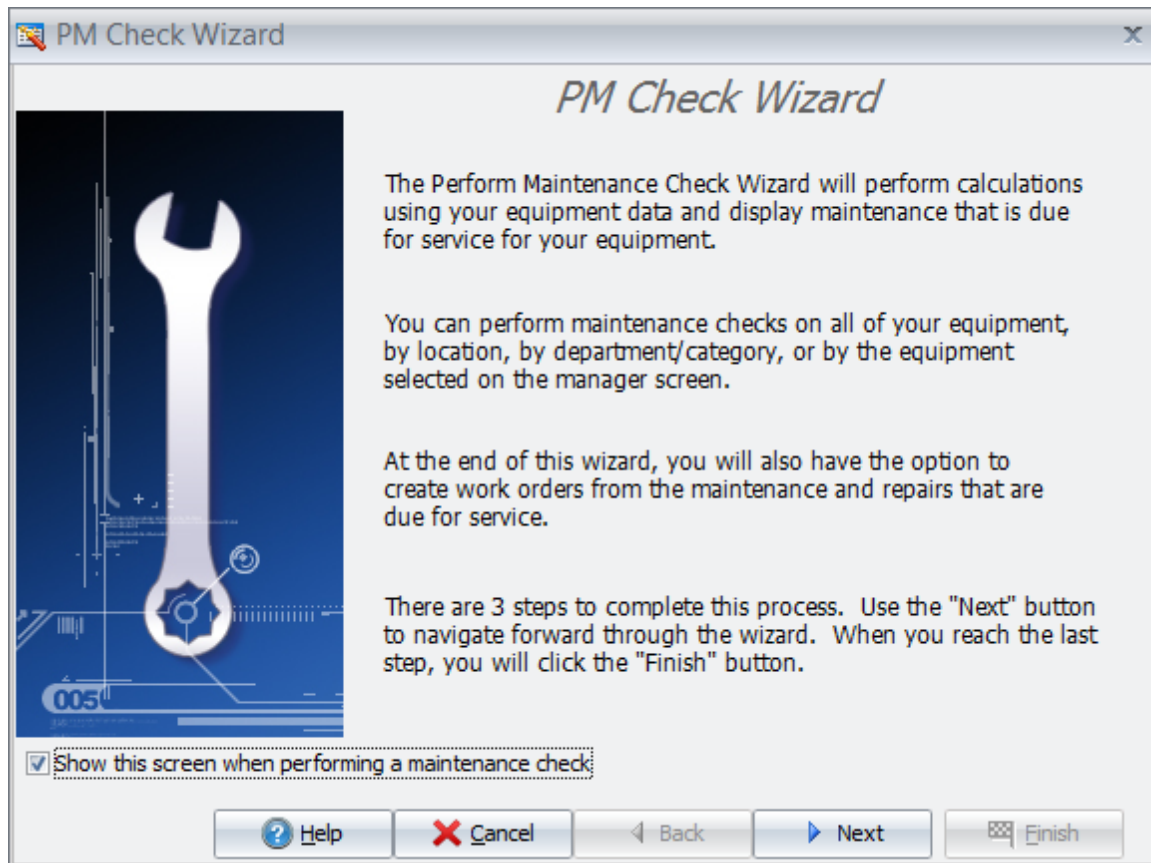 PM Check Wizard
PM Check Wizard
The Perform Maintenance Check Wizard will perform calculations
using your equipment data and display maintenance that is due
for service for your equipment.
You can perform maintenance checks on all of your equipment,
by location, by department/category, or by the equipment
selected on the manager screen.
At the end of this wizard, you will also have the option to
create work orders from the maintenance and repairs that are
due for service.
There are 3 steps to complete this process.  Use the "Next" button
to navigate forward through the wizard.  When you reach the last
step, you will click the "Finish" button.
005
Show this screen when performing a maintenance check
Help
Cancel
Back
Next
Finish